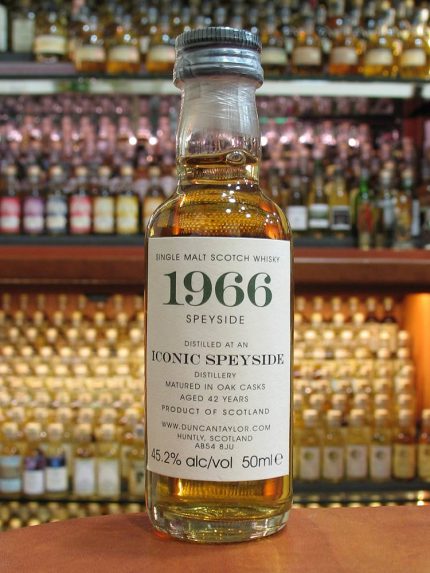 SINGLE MALT SCOTCH WHISKY
1966
SPEYSIDE
DISTILLED AT AN
ICONIC SPEYSIDE
DISTILLERY
MATURED IN OAK CASKS
AGED 42 YEARS
PRODUCT OF SCOTLAND
WWW.DUNCANTAYLOR.COM
HUNTLY, SCOTLAND
AB54 8JU
45.2% alc/vol 50ml e